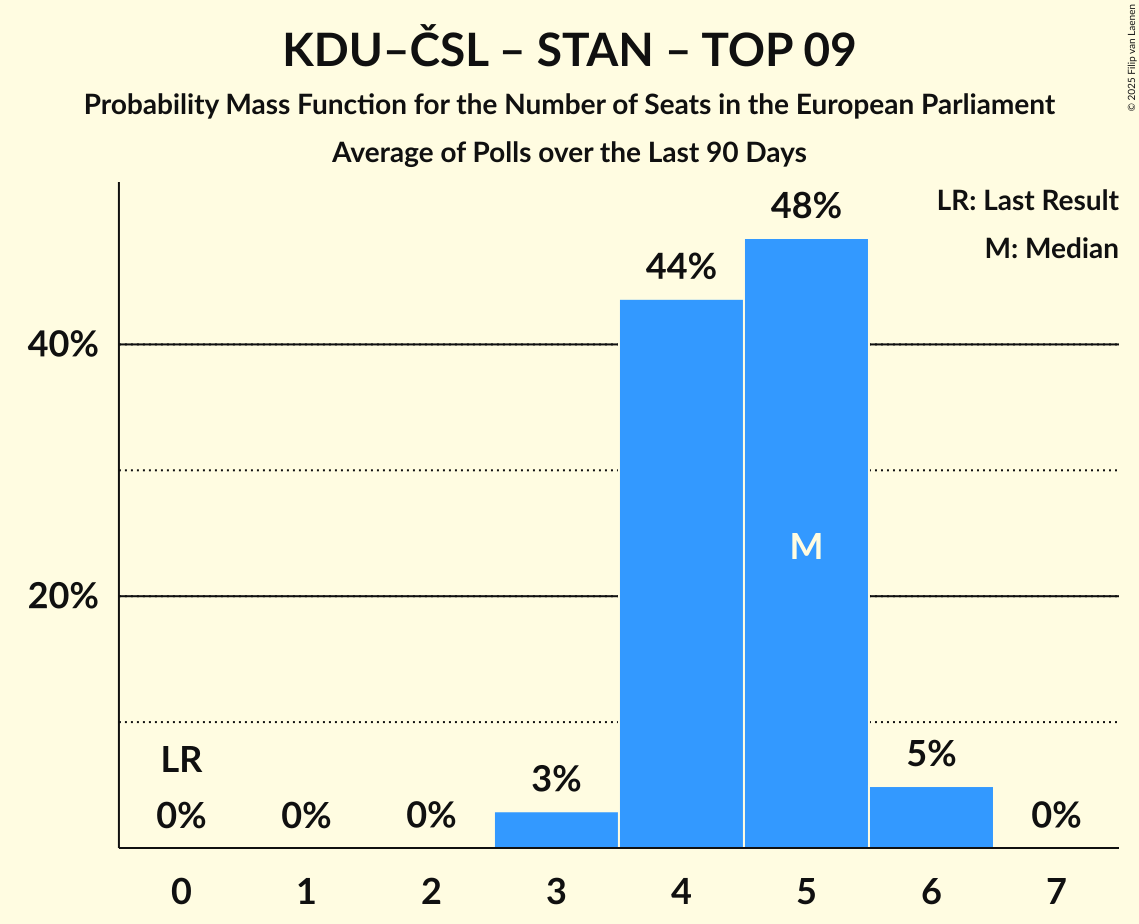 KDU–ČSL – STAN – TOP 09
Probability Mass Function for the Number of Seats in the European Parliament
Average of Polls over the Last 90 Days
© 2025 Filip van Laenen
LR: Last Result
M: Median
48%
44%
40%
M
20%
LR
5%
3%
0% 0% 0% 0%
0 1 2 3 4 5 6 7